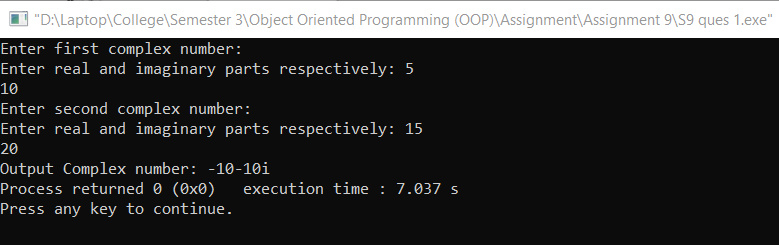 "D:\Laptop\College\Semester 3\Object Oriented Programming (OOP)\Assignment\Assignment 9\S9 ques 1.exe"
Enter first complex number:
Enter real and imaginary parts respectively: 5
10
Enter second complex number:
Enter real and imaginary parts respectively: 15
20
Output Complex number: -10-10i
Process returned 0 (0x0)   execution time : 7.037 s
Press any key to continue.